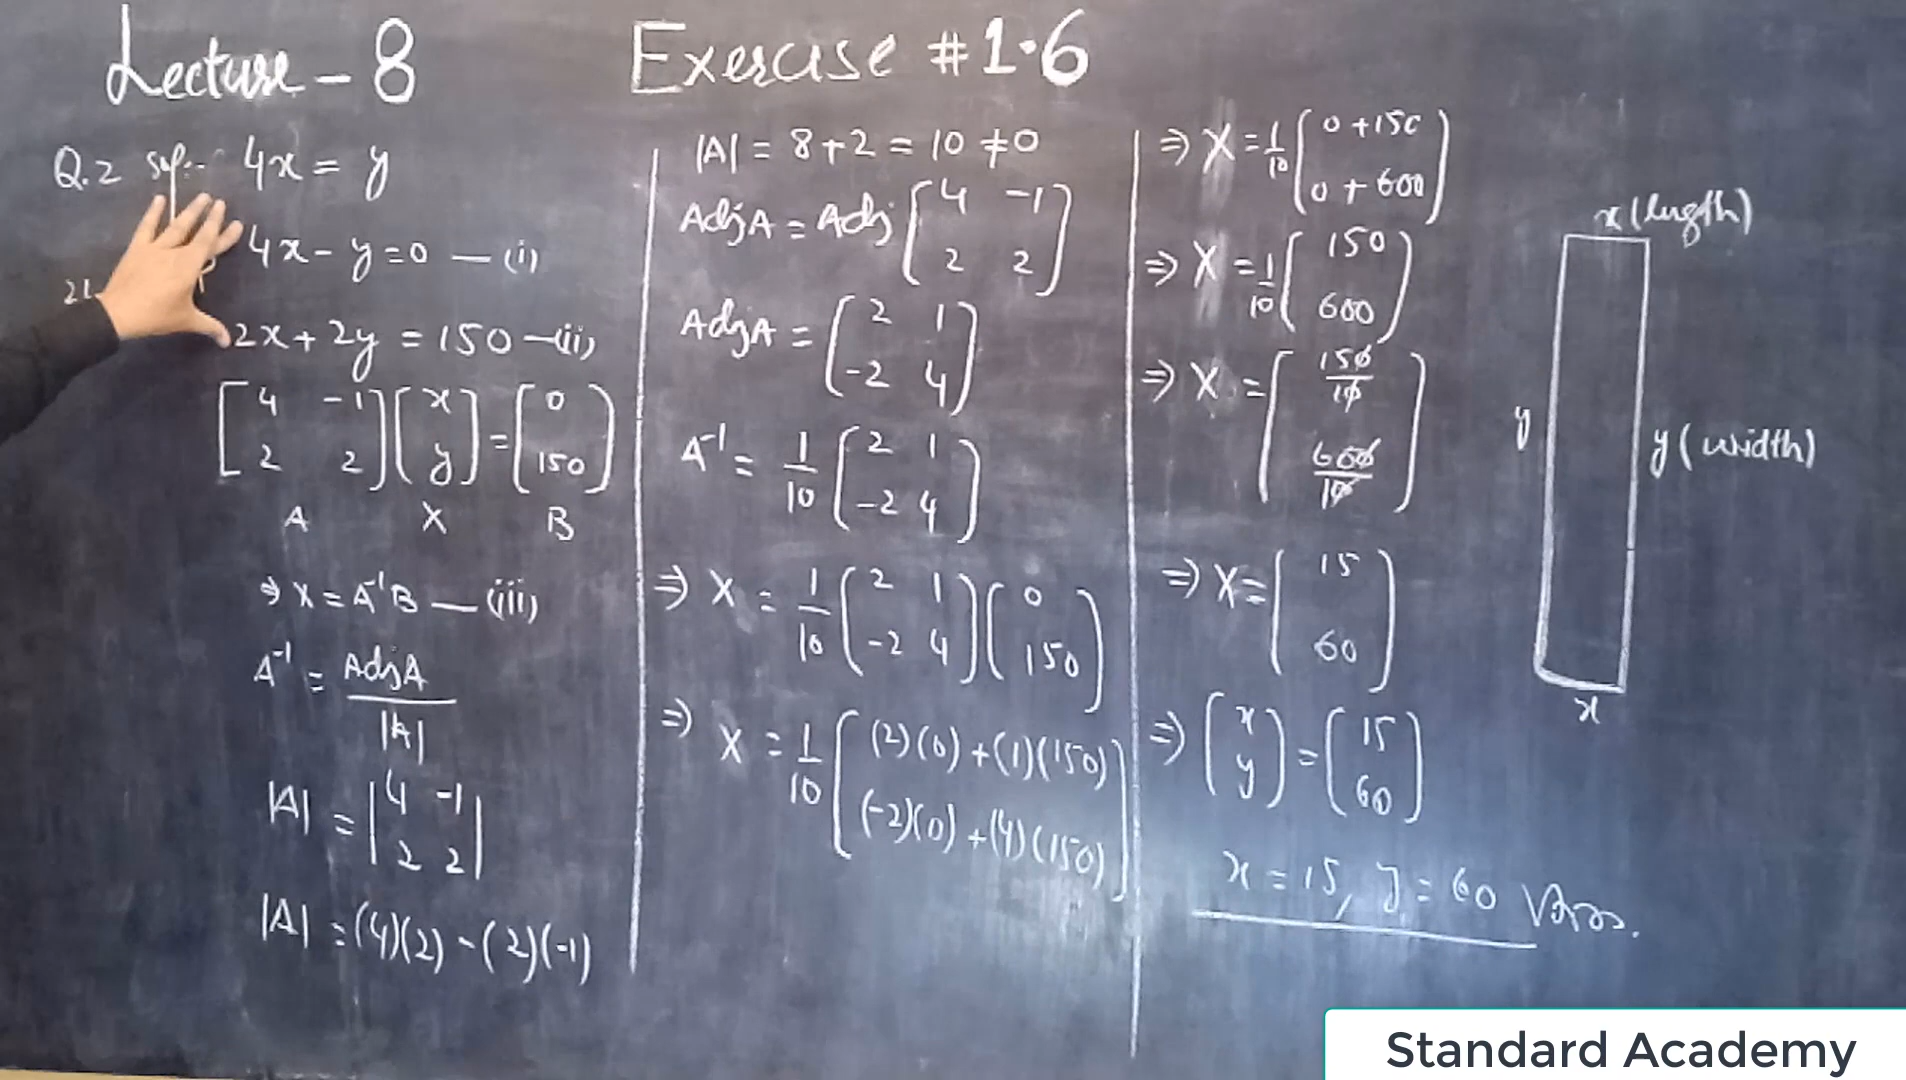 Lecture - 8
Exercise #1.6
Q.2 4x = y
4x - y = 0 — (i)
2x + 2y = 150 — (ii)
[4 -1 2 2] [x y] = [0 150]
A X B
⇒ X = A⁻¹B — (iii)
A⁻¹ = AdjA / |A|
|A| = |4 -1 2 2|
|A| = (4)(2) - (2)(-1)
|A| = 8 + 2 = 10 ≠ 0
AdjA = Adj [4 -1 2 2]
AdjA = [2 1 -2 4]
A⁻¹ = 1/10 [2 1 -2 4]
⇒ X = 1/10 [2 1 -2 4] [0 150]
⇒ X = 1/10 [(2)(0) + (1)(150) (-2)(0) + (4)(150)]
⇒ X = 1/10 [0 + 150 0 + 600]
⇒ X = 1/10 [150 600]
⇒ X = [150/10 600/10]
⇒ X = [15 60]
⇒ [x y] = [15 60]
x = 15, y = 60
x (length)
y
y (width)
x
Standard Academy